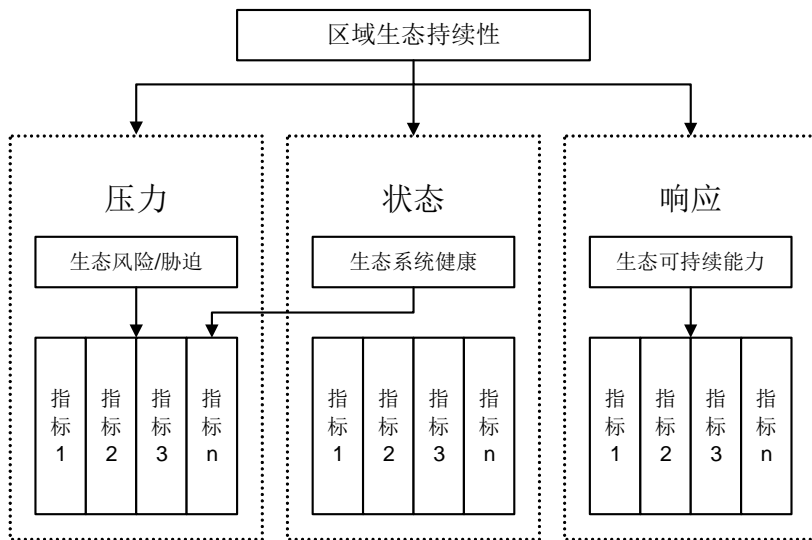 区域生态持续性
压力
状态
响应
生态风险/胁迫
生态系统健康
生态可持续能力
指标1
指标2
指标3
指标n
指标1
指标2
指标3
指标n
指标1
指标2
指标3
指标n